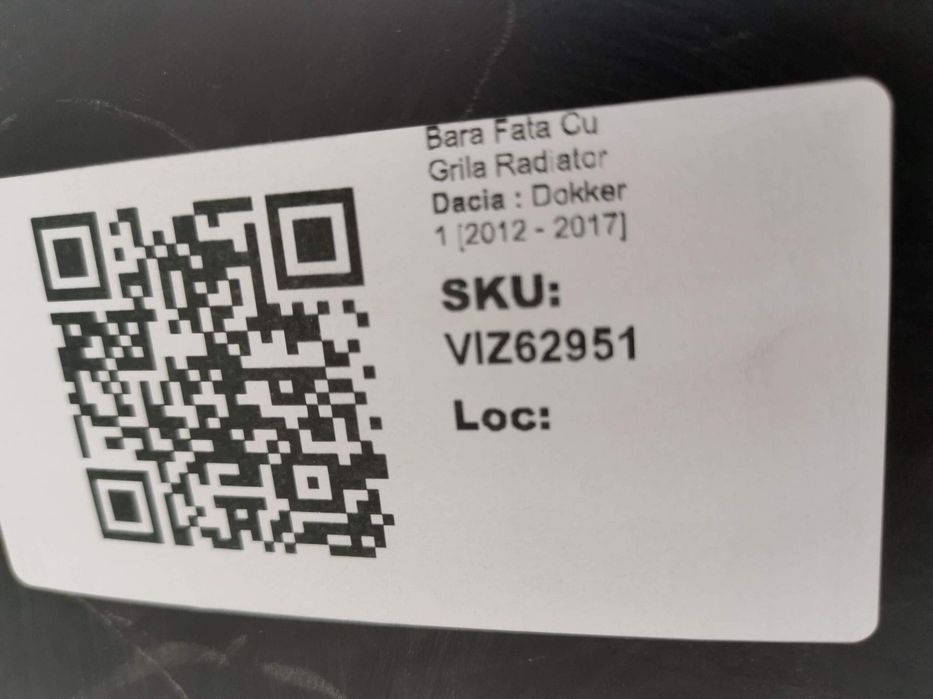 Bara Fata Cu
Grila Radiator
Dacia : Dokker
1 [2012 - 2017]
SKU:
VIZ62951
Loc: